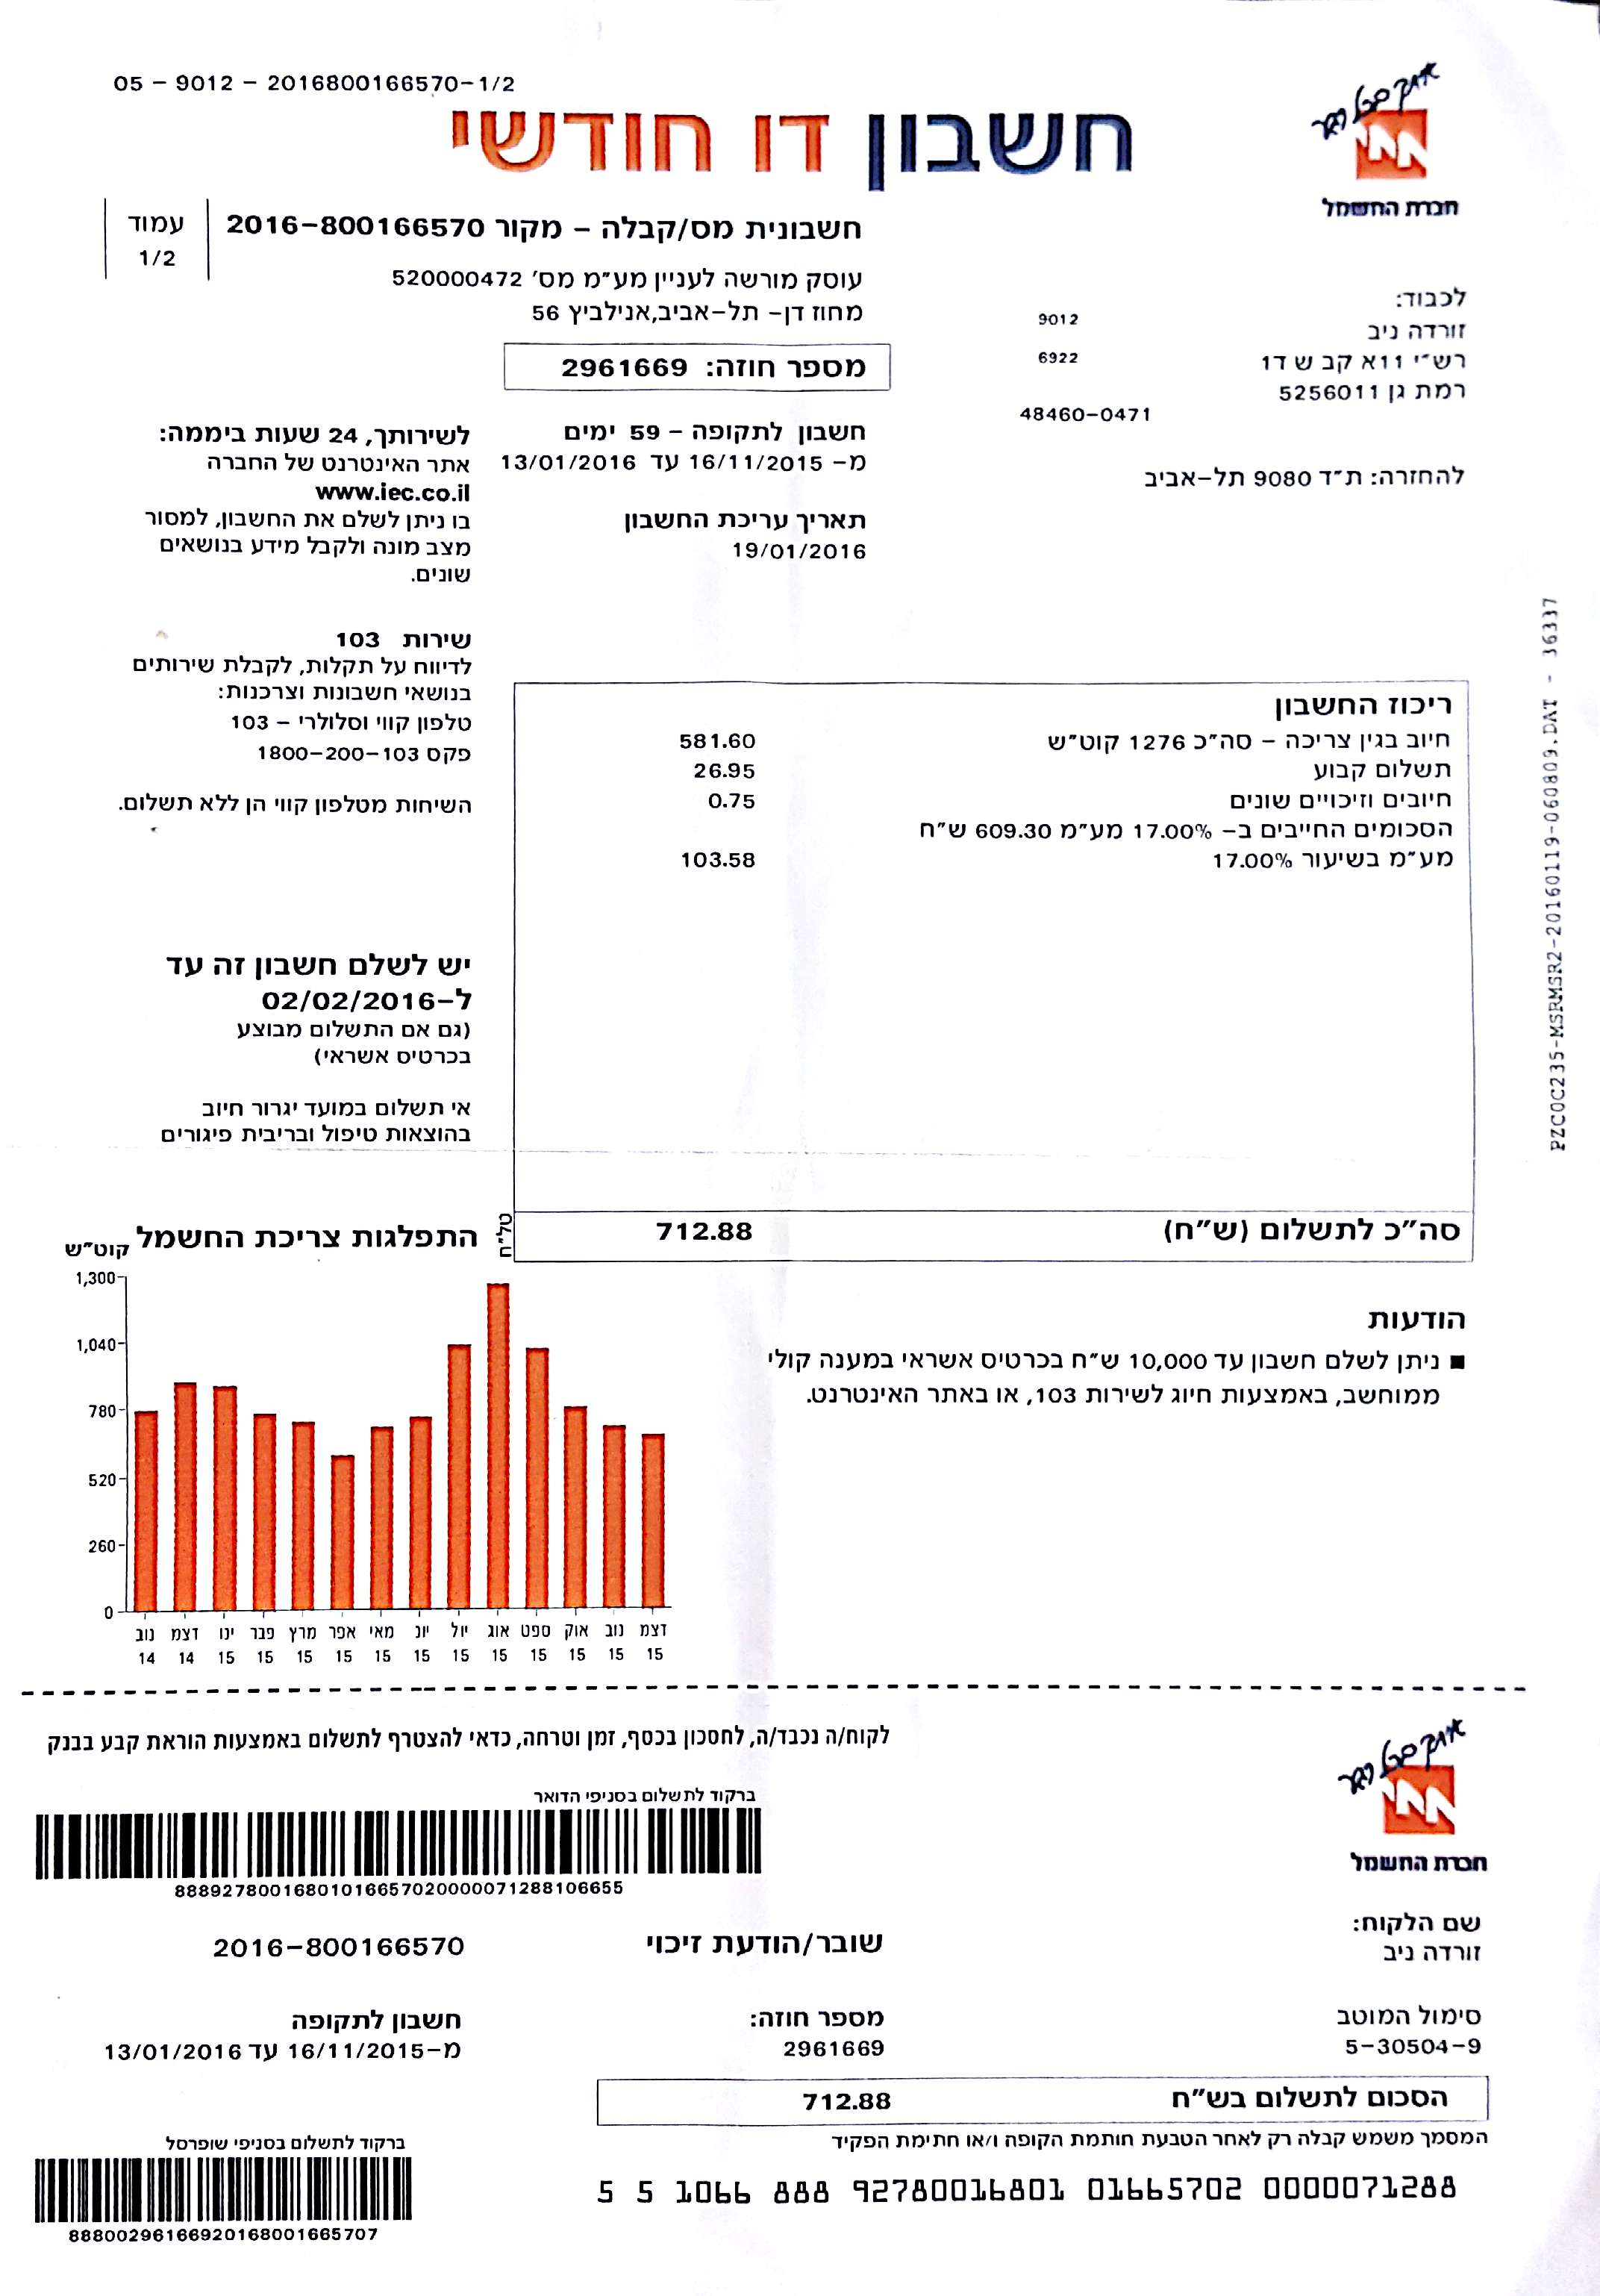 05 - 9012 - 2016800166570-1/2
חשבון דו חודשי
חברת החשמל
חשבונית מס/קבלה - מקור 2016-800166570
עמוד
1/2
עוסק מורשה לעניין מע"מ מס' 520000472
מחוז דן- תל-אביב,אנילביץ 56
מספר חוזה: 2961669
לכבוד:
זורדה ניב
9012
רש"י 11א קב ש דו
6922
רמת גן 5256011
48460-0471
להחזרה: ת"ד 9080 תל-אביב
חשבון לתקופה - 59 ימים
מ- 16/11/2015 עד 13/01/2016
תאריך עריכת החשבון
19/01/2016
לשירותך, 24 שעות ביממה:
אתר האינטרנט של החברה
www.iec.co.il
בו ניתן לשלם את החשבון, למסור
מצב מונה ולקבל מידע בנושאים
שונים.
שירות 103
לדיווח על תקלות, לקבלת שירותים
בנושאי חשבונות וצרכנות:
טלפון קווי וסלולרי - 103
פקס 1800-200-103
השיחות מטלפון קווי הן ללא תשלום.
ריכוז החשבון
חיוב בגין צריכה - סה"כ 1276 קוט"ש 581.60
תשלום קבוע 26.95
חיובים וזיכויים שונים 0.75
הסכומים החייבים ב- 17.00% מע"מ 609.30 ש"ח
מע"מ בשיעור 17.00% 103.58
יש לשלם חשבון זה עד
ל-02/02/2016
(גם אם התשלום מבוצע
בכרטיס אשראי)
אי תשלום במועד יגרור חיוב
בהוצאות טיפול ובריבית פיגורים
סה"כ לתשלום (ש"ח) 712.88
טל"ח
PZC0C235-MSRMSR2-20160119-060809.DAT - 36337
הודעות
■ ניתן לשלם חשבון עד 10,000 ש"ח בכרטיס אשראי במענה קולי
ממוחשב, באמצעות חיוג לשירות 103, או באתר האינטרנט.
התפלגות צריכת החשמל
קוט"ש
1,300
1,040
780
520
260
0
נוב דצמ ינו פבר מרץ אפר מאי יונ יול אוג ספט אוק נוב דצמ
14 14 15 15 15 15 15 15 15 15 15 15 15 15
לקוח/ה נכבד/ה, לחסכון בכסף, זמן וטרחה, כדאי להצטרף לתשלום באמצעות הוראת קבע בבנק
חברת החשמל
ברקוד לתשלום בסניפי הדואר
88892780016801016657020000071288106655
שם הלקוח:
זורדה ניב
שובר/הודעת זיכוי
2016-800166570
סימול המוטב
5-30504-9
מספר חוזה:
2961669
חשבון לתקופה
מ-16/11/2015 עד 13/01/2016
הסכום לתשלום בש"ח 712.88
המסמך משמש קבלה רק לאחר הטבעת חותמת הקופה ו/או חתימת הפקיד
ברקוד לתשלום בסניפי שופרסל
88800296166920168001665707
5 5 1066 888 92780016801 01665702 0000071288